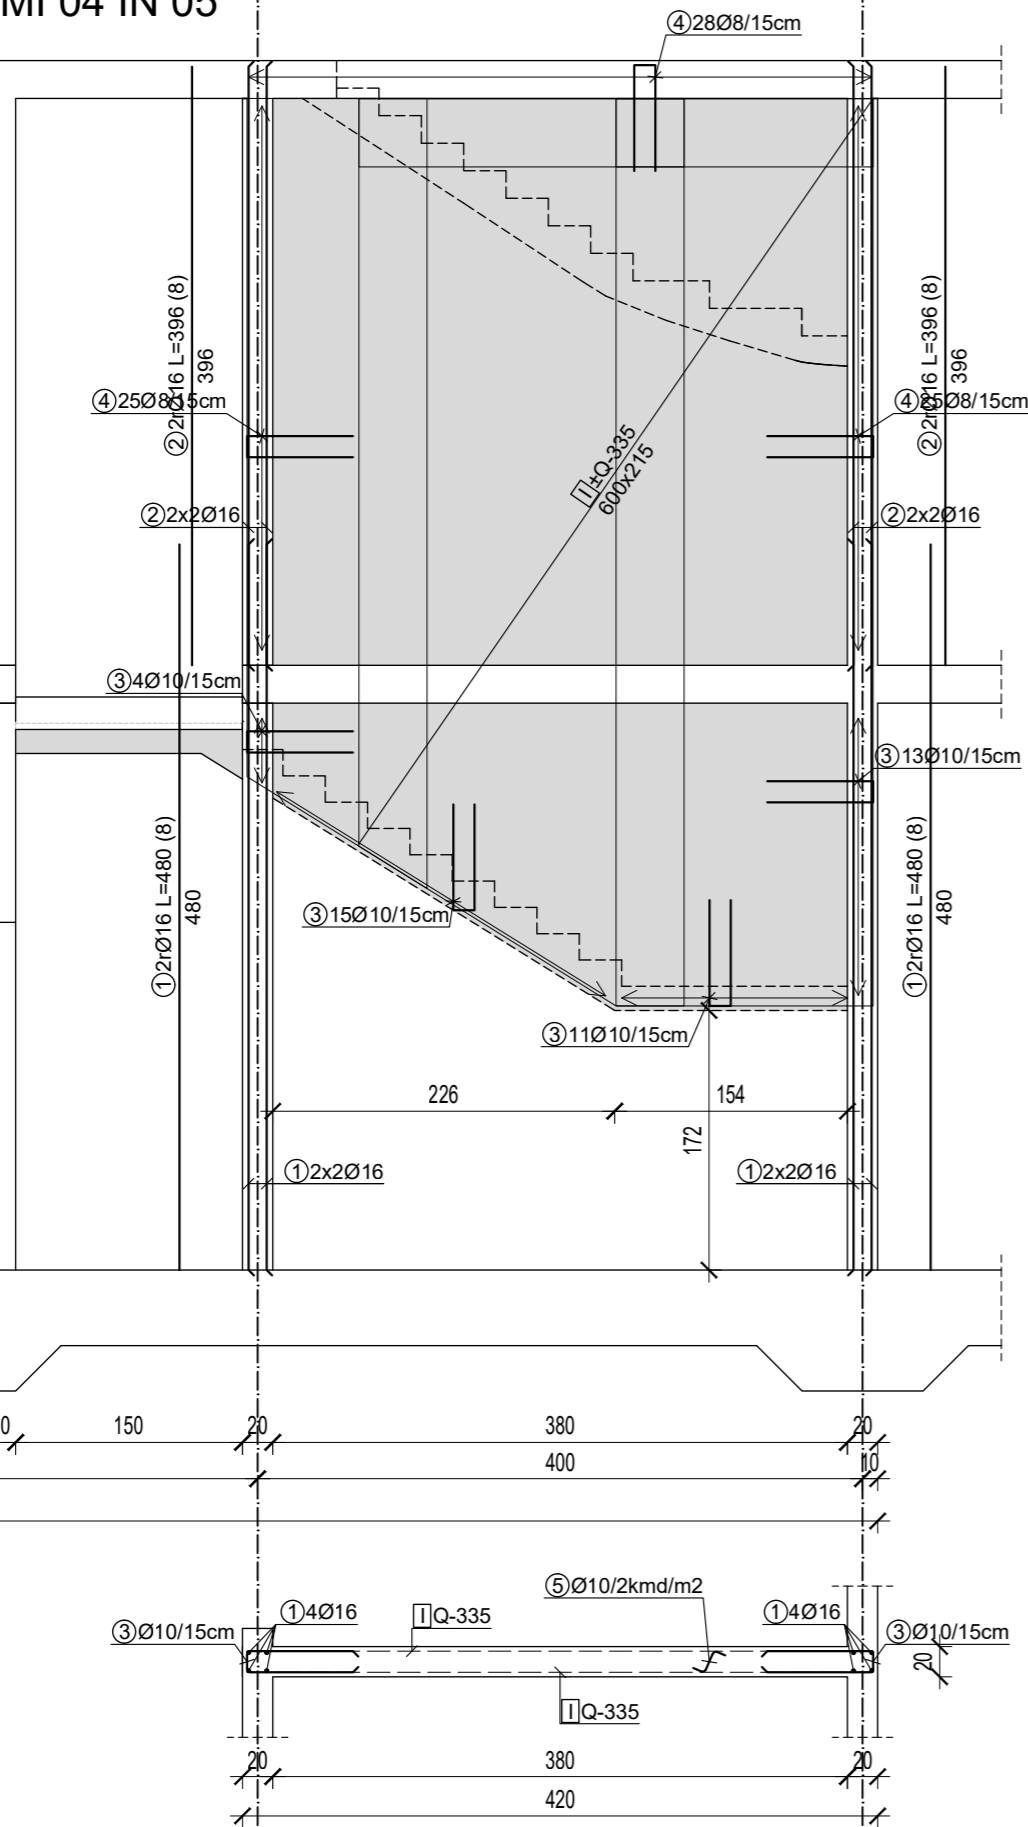 MI 04 IN 05
④28Ø8/15cm
②2rØ16 L=396 (8)
396
②2rØ16 L=396 (8)
396
④25Ø8/15cm
④25Ø8/15cm
I±Q-335
600x215
②2x2Ø16
②2x2Ø16
③4Ø10/15cm
③13Ø10/15cm
①2rØ16 L=480 (8)
480
①2rØ16 L=480 (8)
480
③15Ø10/15cm
③11Ø10/15cm
226
154
172
①2x2Ø16
①2x2Ø16
0
150
20
380
20
400
10
⑤Ø10/2kmd/m2
①4Ø16
I Q-335
①4Ø16
③Ø10/15cm
③Ø10/15cm
20
I Q-335
20
380
20
420